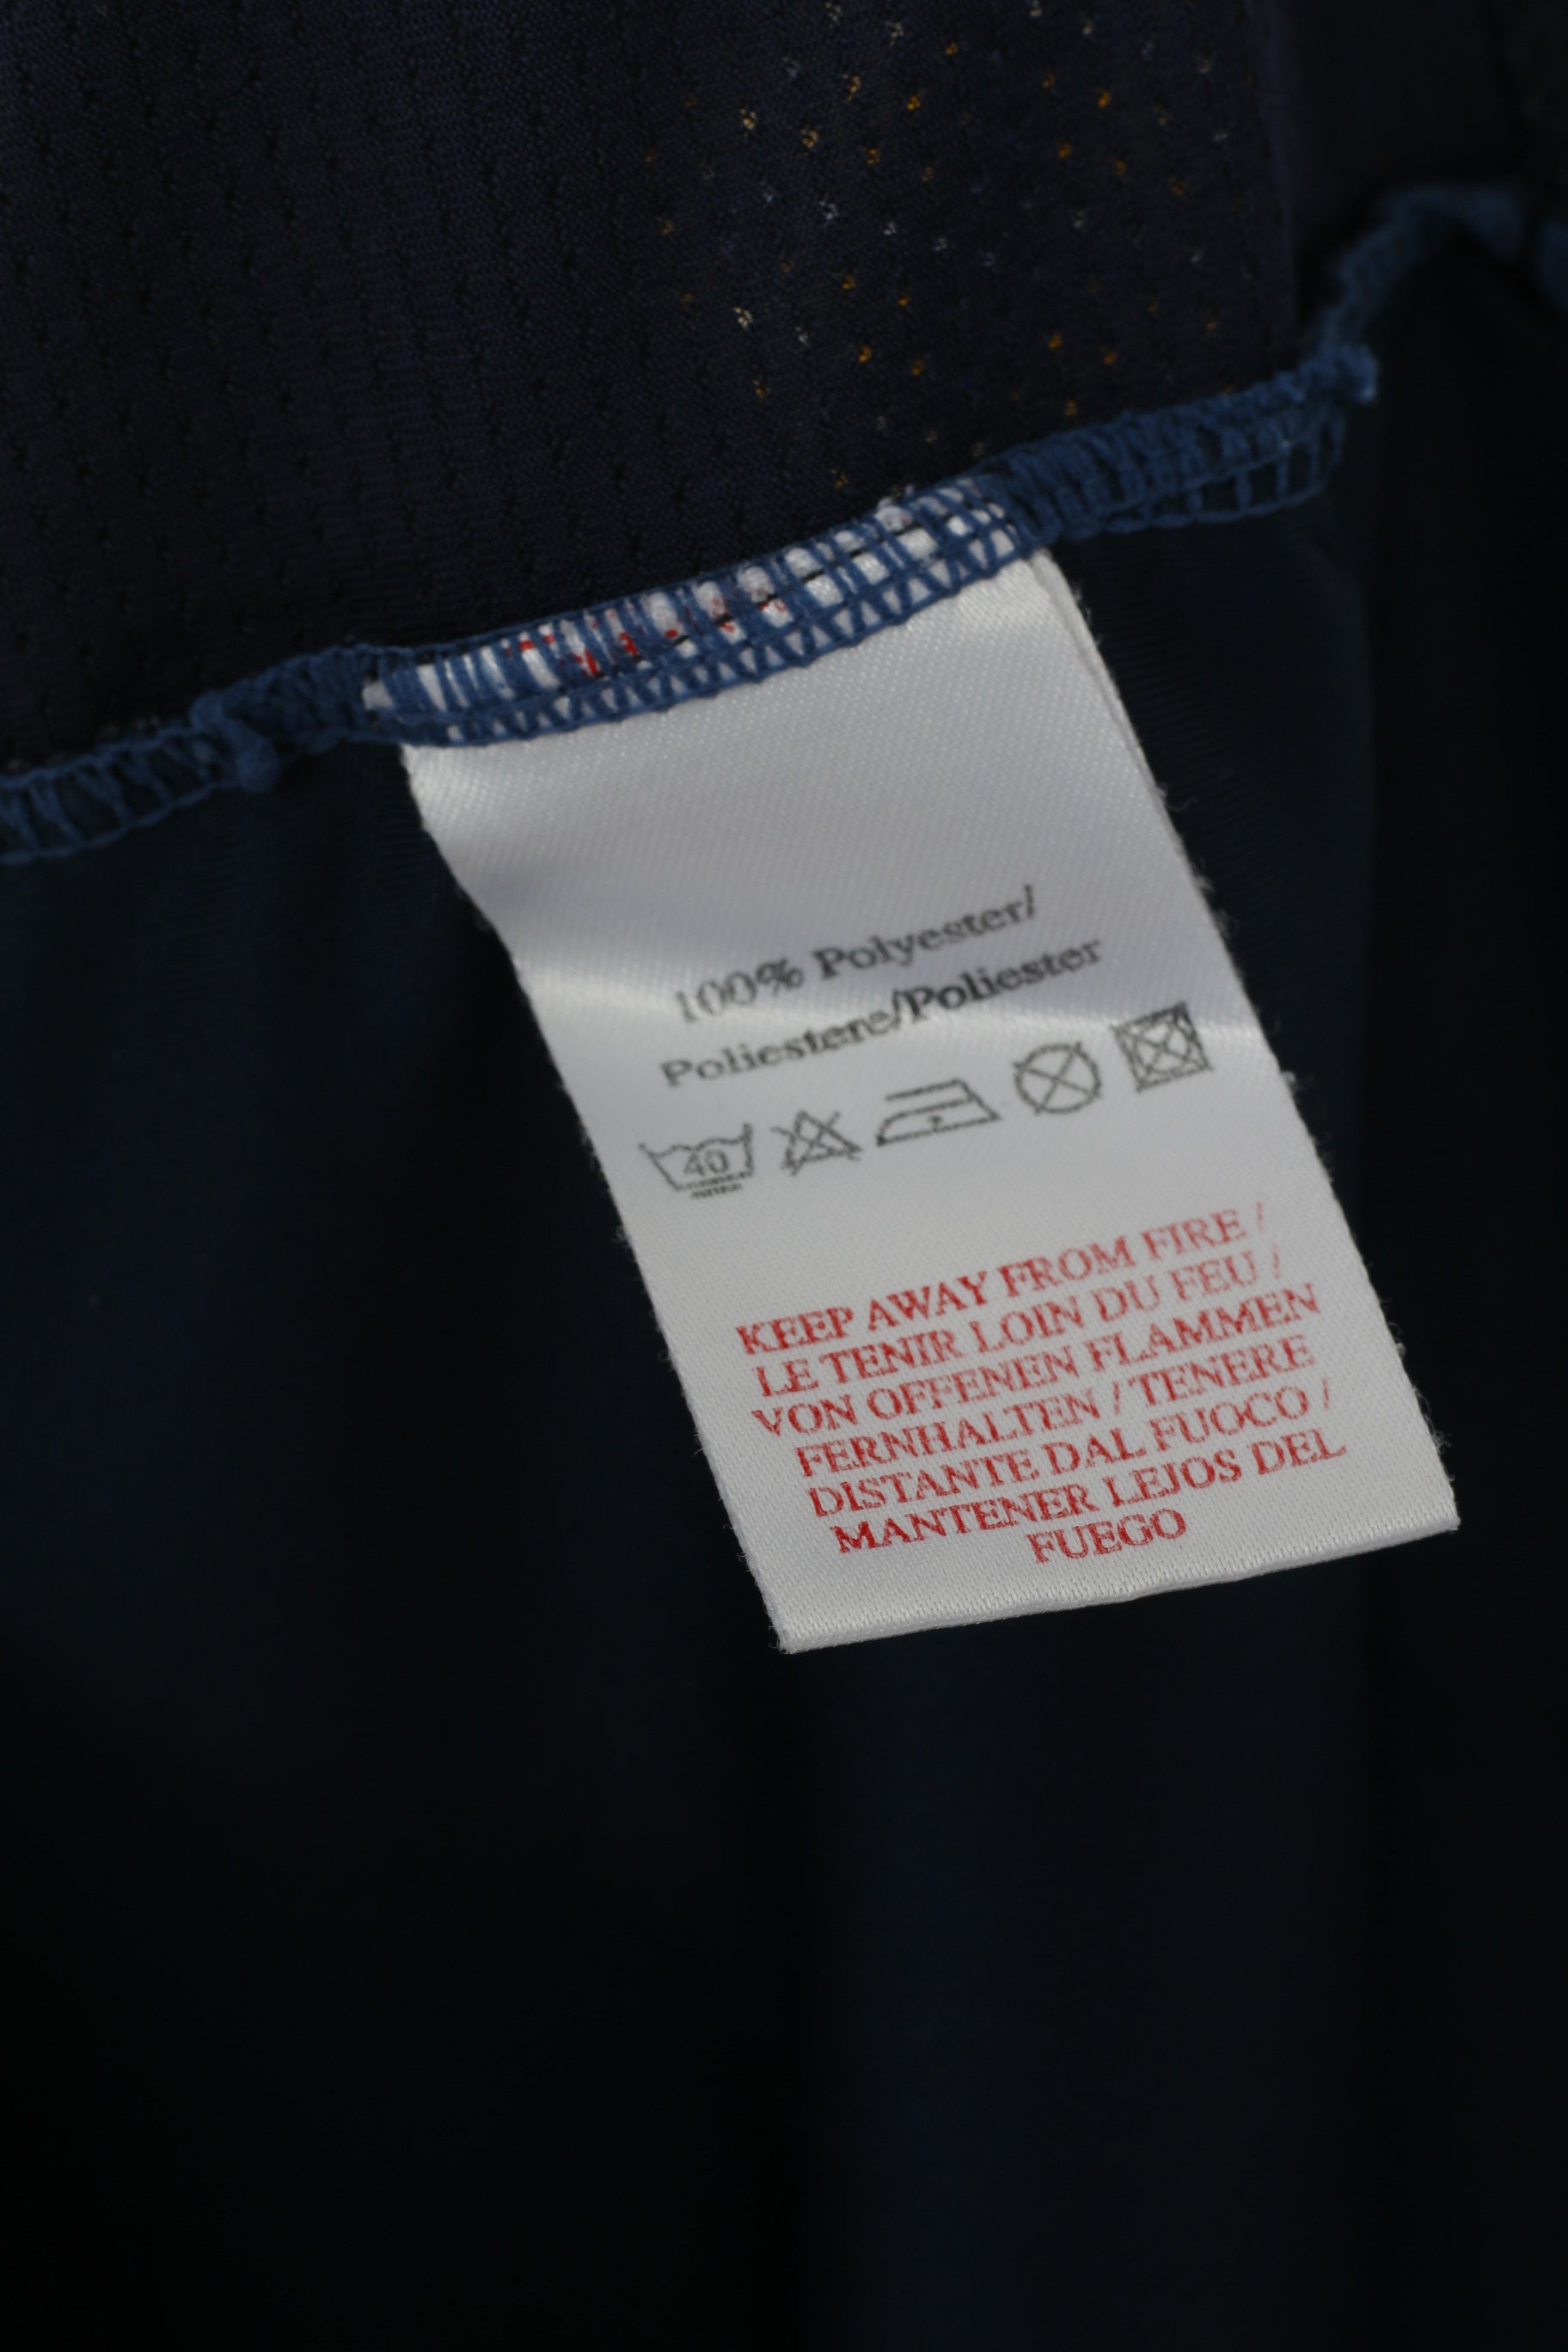 100% Polyester/
Poliestere/Poliester
40
KEEP AWAY FROM FIRE /
LE TENIR LOIN DU FEU /
VON OFFENEN FLAMMEN
FERNHALTEN / TENERE
DISTANTE DAL FUOCO /
MANTENER LEJOS DEL
FUEGO